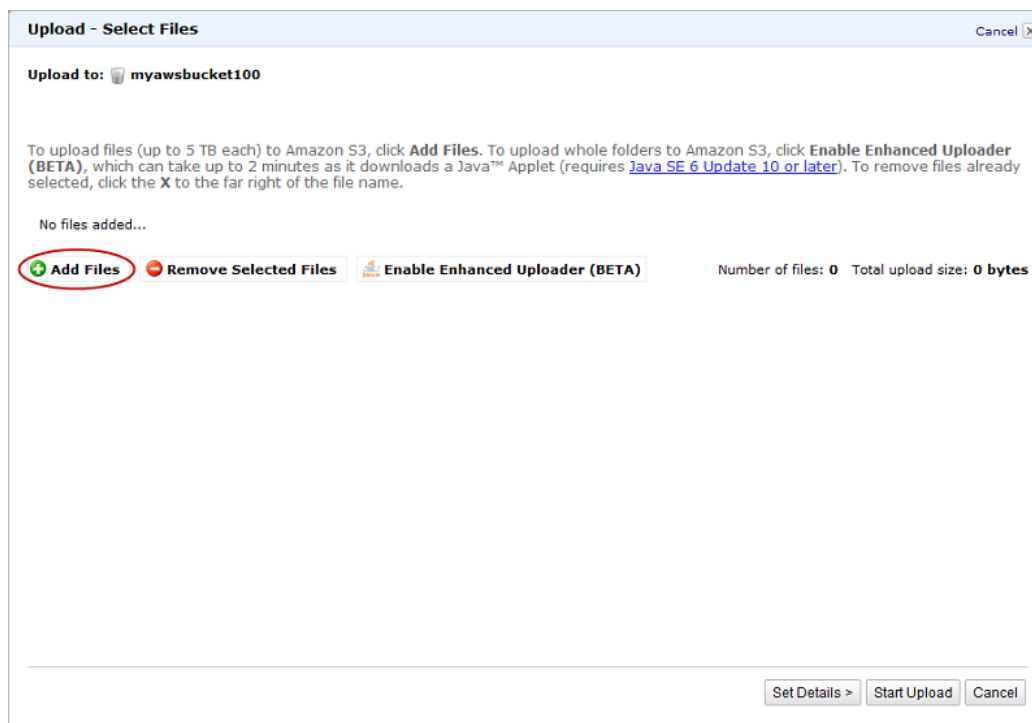 Upload - Select Files
Cancel
Upload to: myawsbucket100
To upload files (up to 5 TB each) to Amazon S3, click Add Files. To upload whole folders to Amazon S3, click Enable Enhanced Uploader
(BETA), which can take up to 2 minutes as it downloads a Java™ Applet (requires Java SE 6 Update 10 or later). To remove files already
selected, click the X to the far right of the file name.
No files added...
Add Files Remove Selected Files Enable Enhanced Uploader (BETA) Number of files: 0 Total upload size: 0 bytes
Set Details > Start Upload Cancel